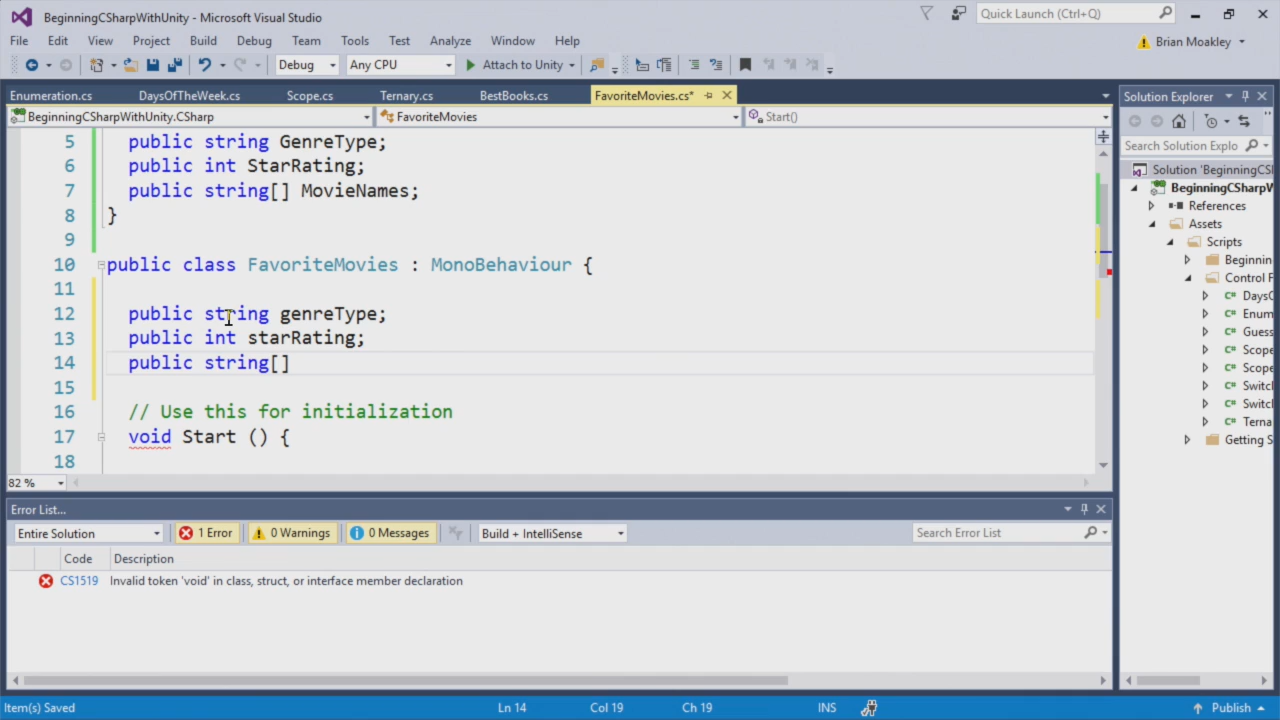 BeginningCSharpWithUnity - Microsoft Visual Studio
Quick Launch (Ctrl+Q)
File Edit View Project Build Debug Team Tools Test Analyze Window Help
Brian Moakley
Debug Any CPU Attach to Unity
Enumeration.cs DaysOfTheWeek.cs Scope.cs Ternary.cs BestBooks.cs FavoriteMovies.cs*
BeginningCSharpWithUnity.CSharp FavoriteMovies Start()
5 public string GenreType;
6 public int StarRating;
7 public string[] MovieNames;
8 }
9
10 public class FavoriteMovies : MonoBehaviour {
11
12 public string genreType;
13 public int starRating;
14 public string[]
15
16 // Use this for initialization
17 void Start () {
18
82 %
Solution Explorer
Search Solution Explo
Solution 'BeginningCS
BeginningCSharpW
References
Assets
Scripts
Beginnin
Control F
C# DaysO
C# Enum
C# Guess
C# Scope
C# Scope
C# Switcl
C# Switcl
C# Terna
Getting S
Error List...
Entire Solution 1 Error 0 Warnings 0 Messages Build + IntelliSense Search Error List
Code Description
CS1519 Invalid token 'void' in class, struct, or interface member declaration
Item(s) Saved Ln 14 Col 19 Ch 19 INS Publish